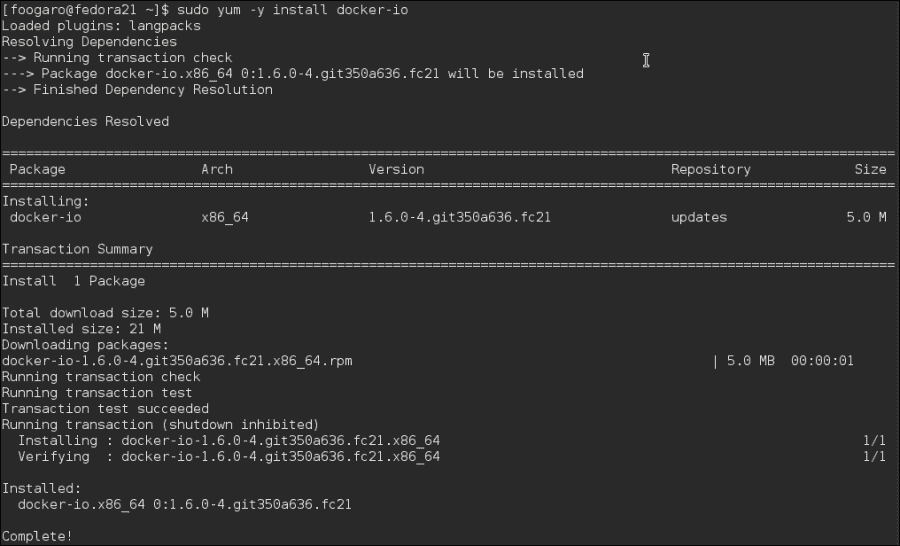 [foogaro@fedora21 ~]$ sudo yum -y install docker-io
Loaded plugins: langpacks
Resolving Dependencies
--> Running transaction check
---> Package docker-io.x86_64 0:1.6.0-4.git350a636.fc21 will be installed
--> Finished Dependency Resolution
Dependencies Resolved
================================================================================================================
Package Arch Version Repository Size
================================================================================================================
Installing:
docker-io x86_64 1.6.0-4.git350a636.fc21 updates 5.0 M
Transaction Summary
================================================================================================================
Install  1 Package
Total download size: 5.0 M
Installed size: 21 M
Downloading packages:
docker-io-1.6.0-4.git350a636.fc21.x86_64.rpm | 5.0 MB  00:00:01
Running transaction check
Running transaction test
Transaction test succeeded
Running transaction (shutdown inhibited)
Installing : docker-io-1.6.0-4.git350a636.fc21.x86_64 1/1
Verifying  : docker-io-1.6.0-4.git350a636.fc21.x86_64 1/1
Installed:
docker-io.x86_64 0:1.6.0-4.git350a636.fc21
Complete!